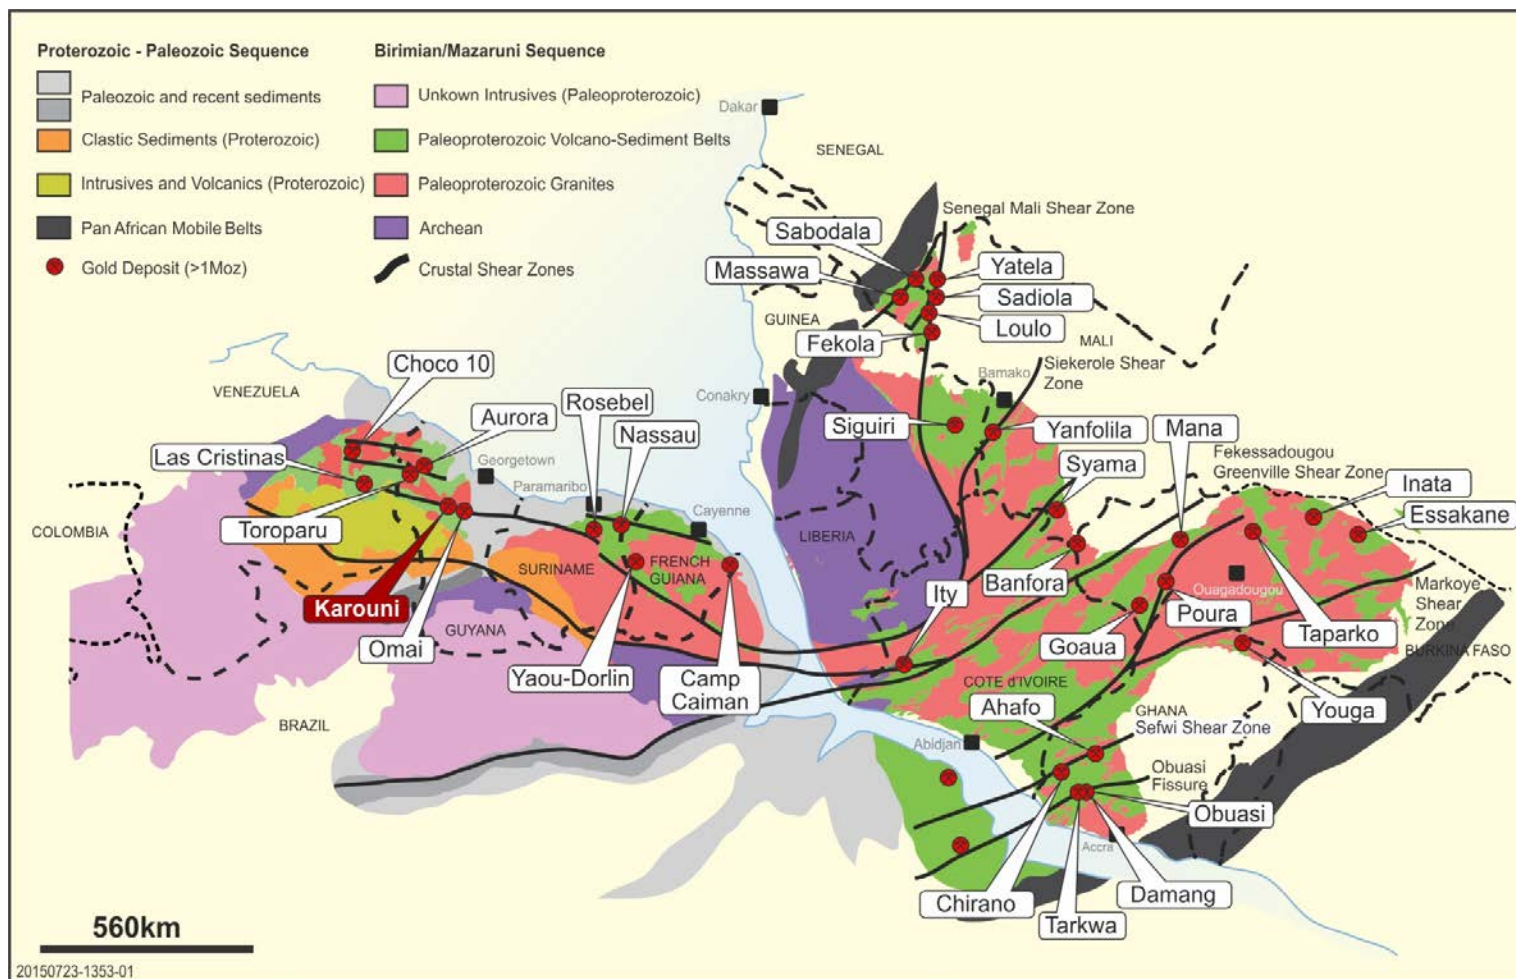 Proterozoic - Paleozoic Sequence
Paleozoic and recent sediments
Clastic Sediments (Proterozoic)
Intrusives and Volcanics (Proterozoic)
Pan African Mobile Belts
Gold Deposit (>1Moz)
Birimian/Mazaruni Sequence
Unkown Intrusives (Paleoproterozoic)
Paleoproterozoic Volcano-Sediment Belts
Paleoproterozoic Granites
Archean
Crustal Shear Zones
Dakar
SENEGAL
Senegal Mali Shear Zone
Sabodala
Massawa
Yatela
Sadiola
Loulo
GUINEA
Fekola
MALI
Siekerole Shear
Zone
Bamako
Conakry
Siguiri
Yanfolila
Mana
Syama
Fekessadougou
Greenville Shear Zone
Inata
Essakane
VENEZUELA
Choco 10
Aurora
Rosebel
Nassau
Las Cristinas
Georgetown
Paramaribo
Cayenne
COLOMBIA
Toroparu
Karouni
Omai
SURINAME
FRENCH
GUIANA
GUYANA
Yaou-Dorlin
Camp
Caiman
BRAZIL
LIBERIA
Ity
Banfora
Goaua
Poura
Ouagadougou
Taparko
Markoye
Shear
Zone
BURKINA FASO
Youga
COTE d'IVOIRE
Ahafo
GHANA
Sefwi Shear Zone
Abidjan
Obuasi
Fissure
Obuasi
Accra
Chirano
Damang
Tarkwa
560km
20150723-1353-01